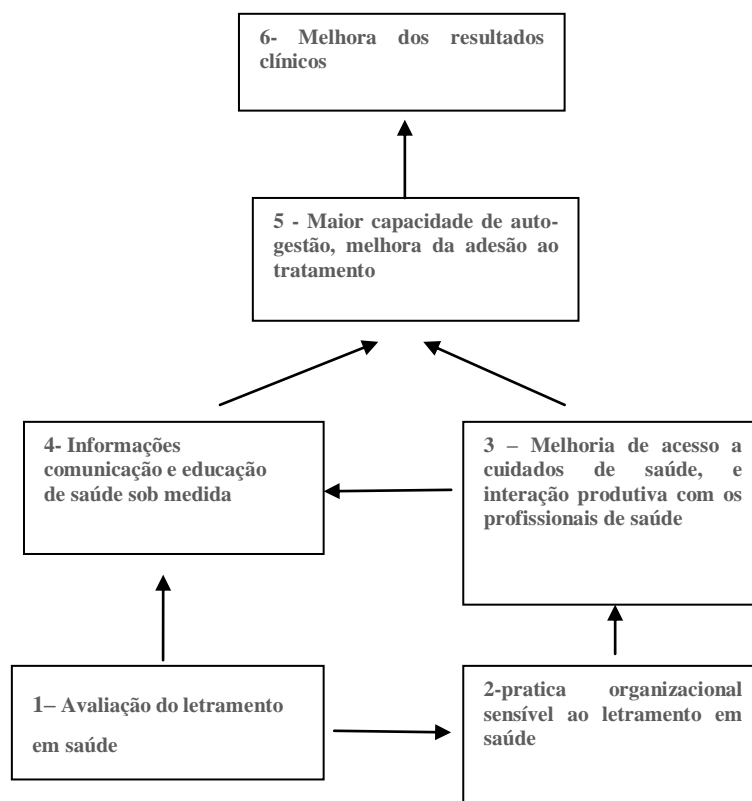 6- Melhora dos resultados
clínicos
5 - Maior capacidade de auto-
gestão, melhora da adesão ao
tratamento
4- Informações
comunicação e educação
de saúde sob medida
3 – Melhoria de acesso a
cuidados de saúde, e
interação produtiva com os
profissionais de saúde
1– Avaliação do letramento
em saúde
2-pratica organizacional
sensível ao letramento em
saúde